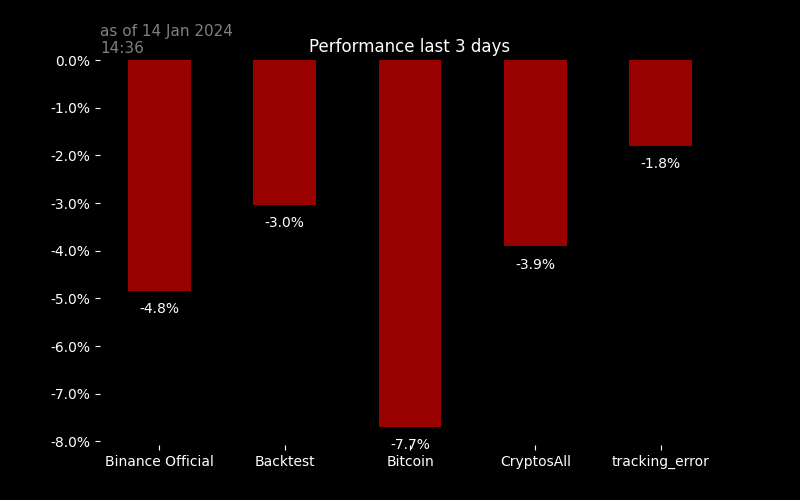 as of 14 Jan 2024
14:36
Performance last 3 days
0.0%
-1.0%
-2.0%
-3.0%
-4.0%
-5.0%
-6.0%
-7.0%
-8.0%
-4.8%
-3.0%
-7.7%
-3.9%
-1.8%
Binance Official
Backtest
Bitcoin
CryptosAll
tracking_error